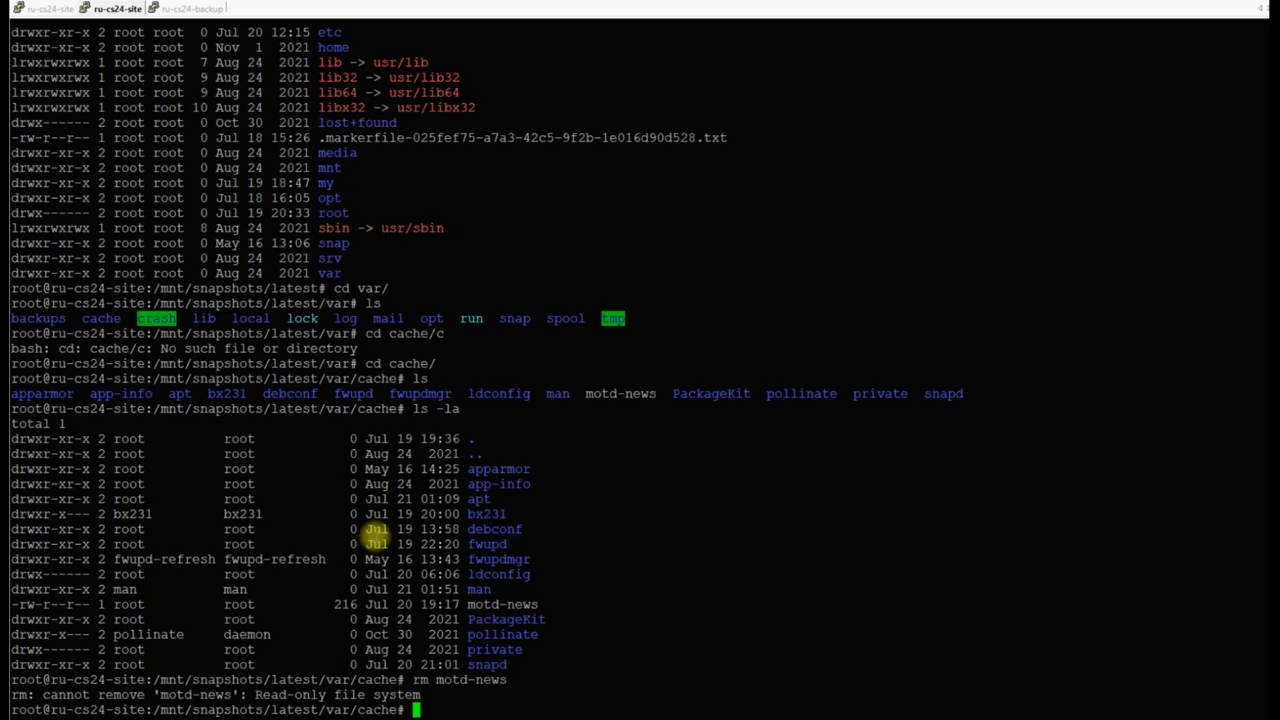 ru-cs24-site ru-cs24-site ru-cs24-backup 4
drwxr-xr-x 2 root root 0 Jul 20 12:15 etc
drwxr-xr-x 2 root root 0 Nov 1 2021 home
lrwxrwxrwx 1 root root 7 Aug 24 2021 lib -> usr/lib
lrwxrwxrwx 1 root root 9 Aug 24 2021 lib32 -> usr/lib32
lrwxrwxrwx 1 root root 9 Aug 24 2021 lib64 -> usr/lib64
lrwxrwxrwx 1 root root 10 Aug 24 2021 libx32 -> usr/libx32
drwx------ 2 root root 0 Oct 30 2021 lost+found
-rw-r--r-- 1 root root 0 Jul 18 15:26 .markerfile-025fef75-a7a3-42c5-9f2b-1e016d90d528.txt
drwxr-xr-x 2 root root 0 Aug 24 2021 media
drwxr-xr-x 2 root root 0 Aug 24 2021 mnt
drwxr-xr-x 2 root root 0 Jul 19 18:47 my
drwxr-xr-x 2 root root 0 Jul 18 16:05 opt
drwx------ 2 root root 0 Jul 19 20:33 root
lrwxrwxrwx 1 root root 8 Aug 24 2021 sbin -> usr/sbin
drwxr-xr-x 2 root root 0 May 16 13:06 snap
drwxr-xr-x 2 root root 0 Aug 24 2021 srv
drwxr-xr-x 2 root root 0 Aug 24 2021 var
root@ru-cs24-site:/mnt/snapshots/latest# cd var/
root@ru-cs24-site:/mnt/snapshots/latest/var# ls
backups cache crash lib local lock log mail opt run snap spool tmp
root@ru-cs24-site:/mnt/snapshots/latest/var# cd cache/c
bash: cd: cache/c: No such file or directory
root@ru-cs24-site:/mnt/snapshots/latest/var# cd cache/
root@ru-cs24-site:/mnt/snapshots/latest/var/cache# ls
apparmor app-info apt bx231 debconf fwupd fwupdmgr ldconfig man motd-news PackageKit pollinate private snapd
root@ru-cs24-site:/mnt/snapshots/latest/var/cache# ls -la
total 1
drwxr-xr-x 2 root root 0 Jul 19 19:36 .
drwxr-xr-x 2 root root 0 Aug 24 2021 ..
drwxr-xr-x 2 root root 0 May 16 14:25 apparmor
drwxr-xr-x 2 root root 0 Aug 24 2021 app-info
drwxr-xr-x 2 root root 0 Jul 21 01:09 apt
drwxr-x--- 2 bx231 bx231 0 Jul 19 20:00 bx231
drwxr-xr-x 2 root root 0 Jul 19 13:58 debconf
drwxr-xr-x 2 root root 0 Jul 19 22:20 fwupd
drwxr-xr-x 2 fwupd-refresh fwupd-refresh 0 May 16 13:43 fwupdmgr
drwx------ 2 root root 0 Jul 20 06:06 ldconfig
drwxr-xr-x 2 man man 0 Jul 21 01:51 man
-rw-r--r-- 1 root root 216 Jul 20 19:17 motd-news
drwxr-xr-x 2 root root 0 Aug 24 2021 PackageKit
drwxr-x--- 2 pollinate daemon 0 Oct 30 2021 pollinate
drwxr-xr-x 2 root root 0 Aug 24 2021 private
drwxr-xr-x 2 root root 0 Jul 20 21:01 snapd
root@ru-cs24-site:/mnt/snapshots/latest/var/cache# rm motd-news
rm: cannot remove 'motd-news': Read-only file system
root@ru-cs24-site:/mnt/snapshots/latest/var/cache#